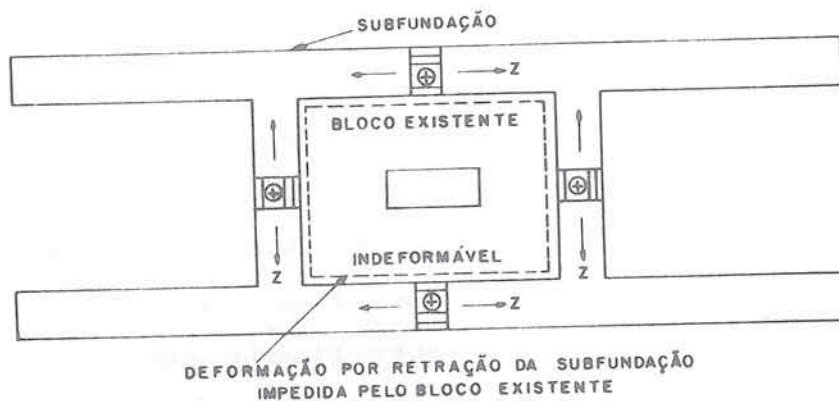 SUBFUNDAÇÃO
Z
BLOCO EXISTENTE
INDEFORMÁVEL
Z
Z
Z
DEFORMAÇÃO POR RETRAÇÃO DA SUBFUNDAÇÃO
IMPEDIDA PELO BLOCO EXISTENTE